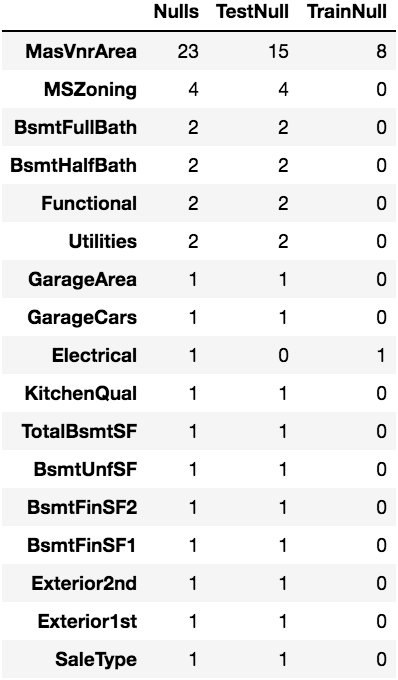 Nulls TestNull TrainNull
MasVnrArea 23 15 8
MSZoning 4 4 0
BsmtFullBath 2 2 0
BsmtHalfBath 2 2 0
Functional 2 2 0
Utilities 2 2 0
GarageArea 1 1 0
GarageCars 1 1 0
Electrical 1 0 1
KitchenQual 1 1 0
TotalBsmtSF 1 1 0
BsmtUnfSF 1 1 0
BsmtFinSF2 1 1 0
BsmtFinSF1 1 1 0
Exterior2nd 1 1 0
Exterior1st 1 1 0
SaleType 1 1 0